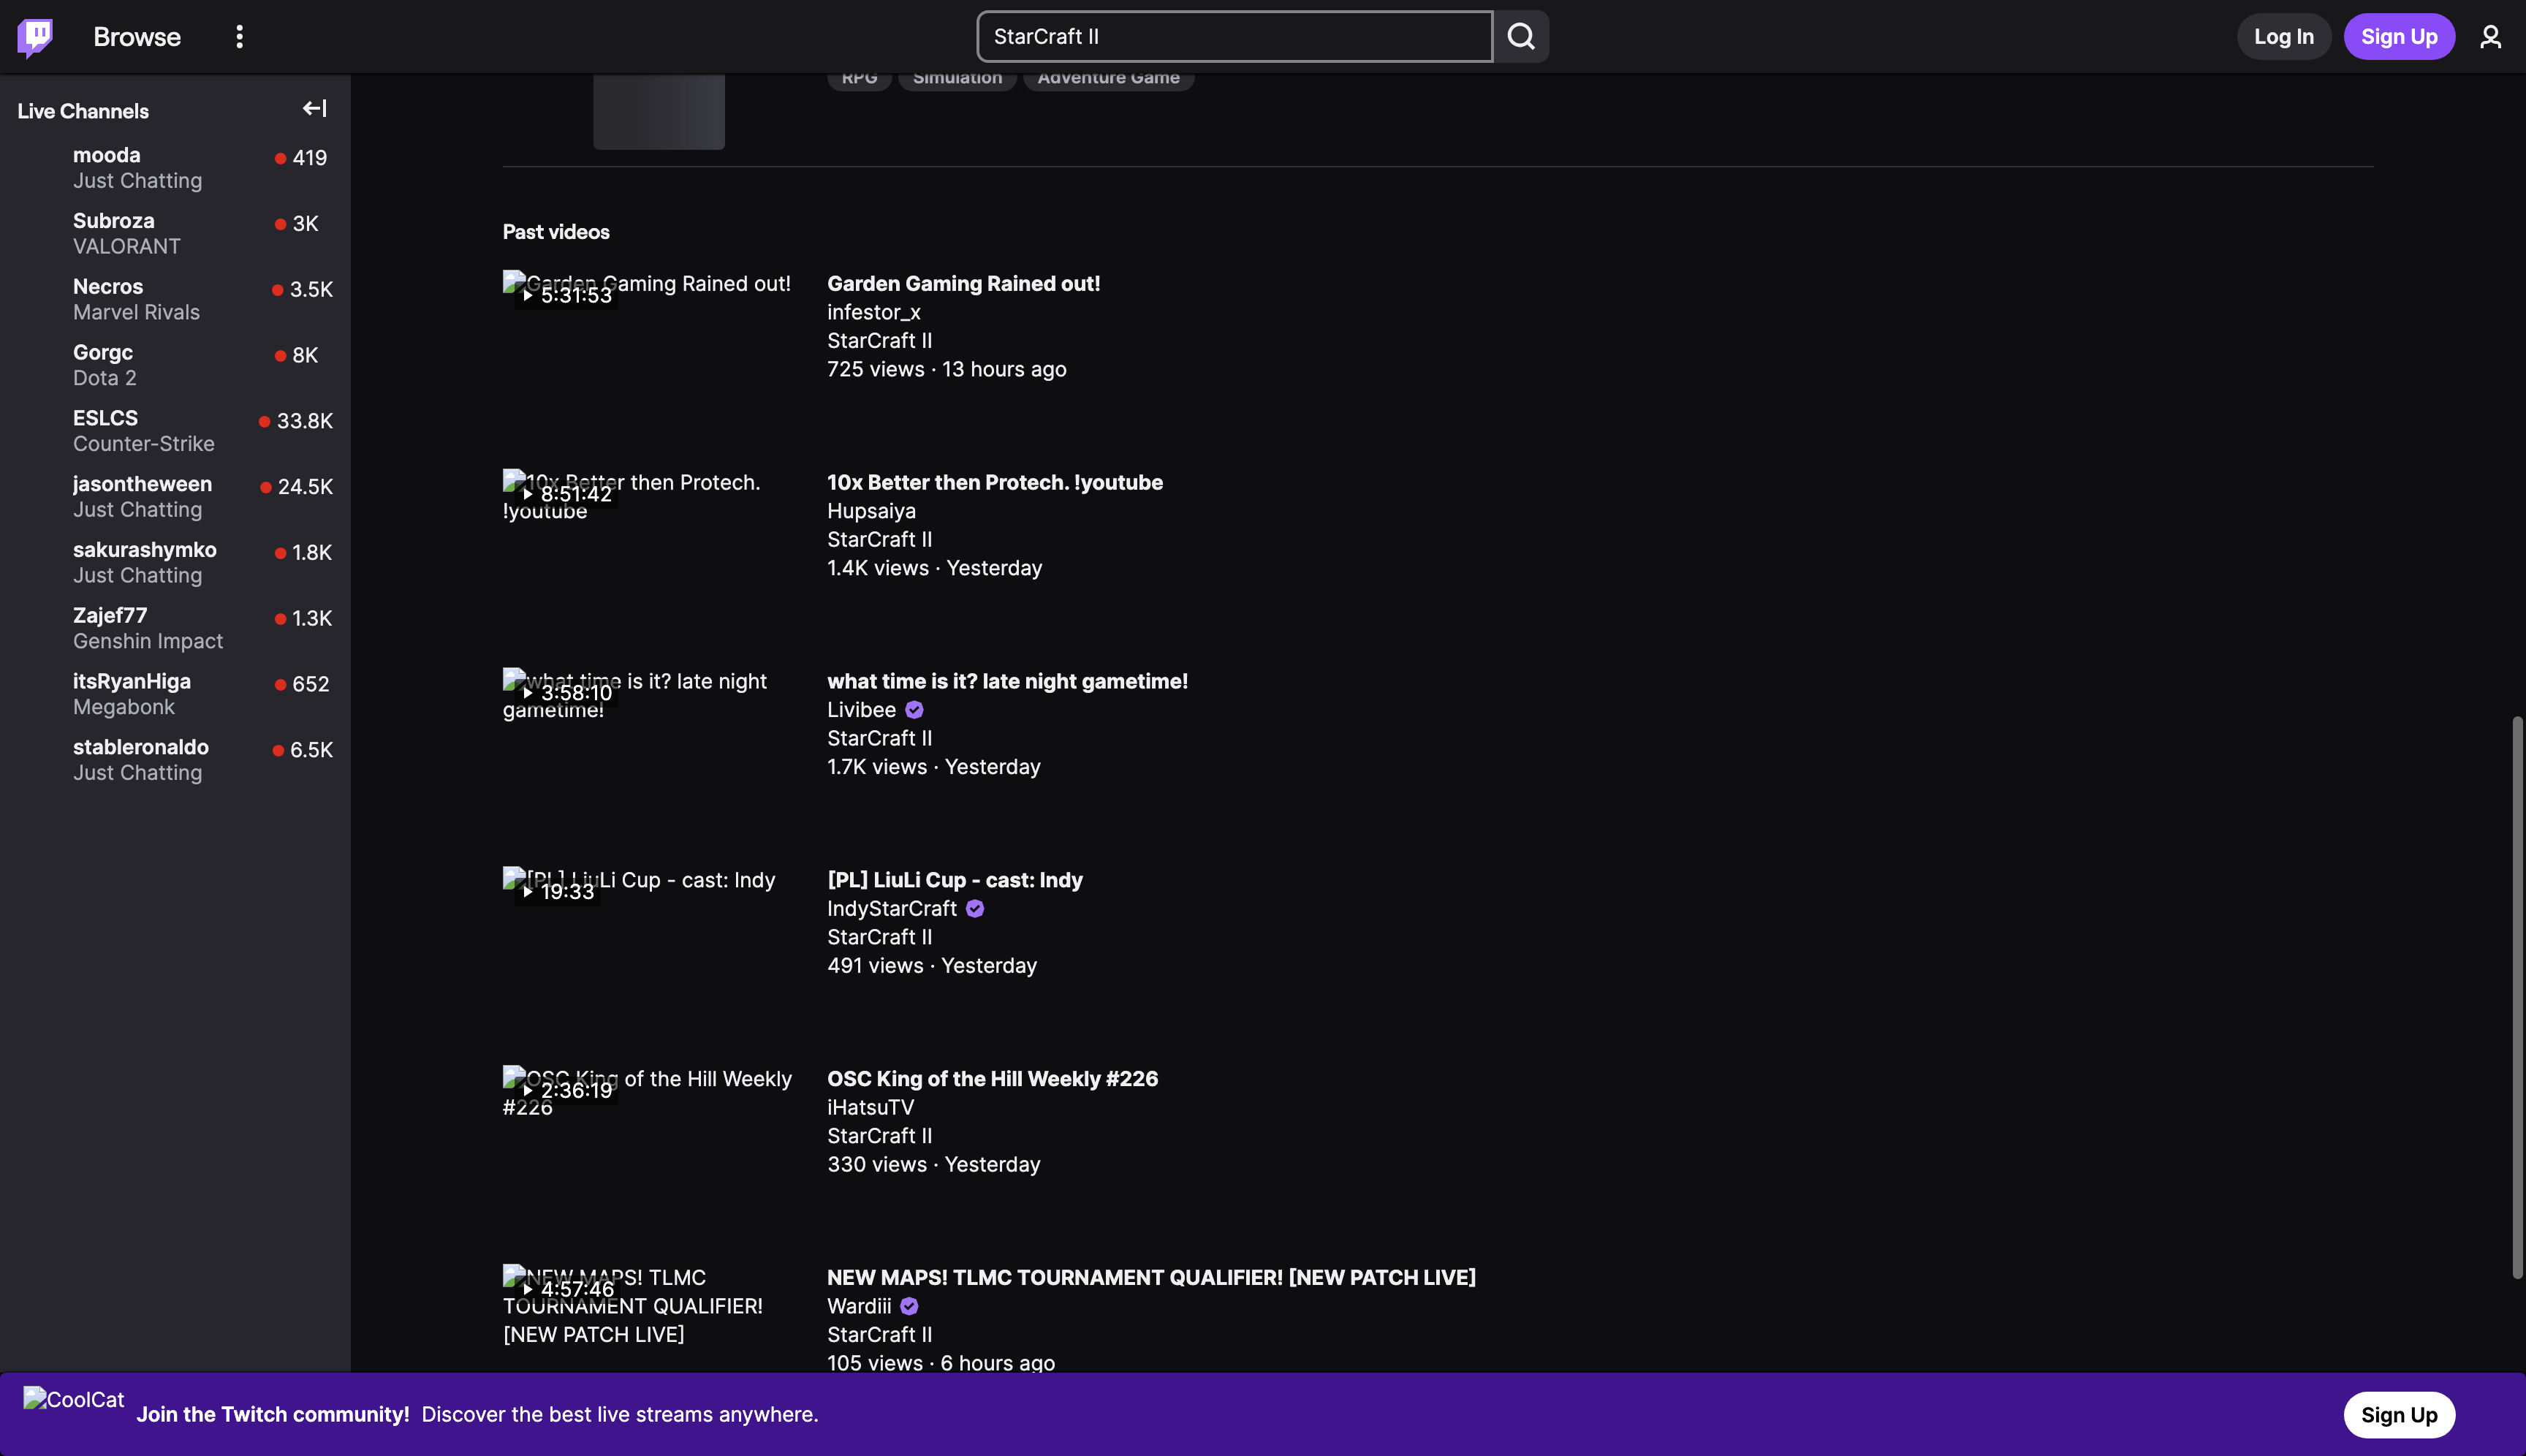 Browse
StarCraft II
Log In
Sign Up
Live Channels
mooda
419
Just Chatting
Subroza
3K
VALORANT
Necros
3.5K
Marvel Rivals
Gorgc
8K
Dota 2
ESLCS
33.8K
Counter-Strike
jasontheween
24.5K
Just Chatting
sakurashymko
1.8K
Just Chatting
Zajef77
1.3K
Genshin Impact
itsRyanHiga
652
Megabonk
stableronaldo
6.5K
Just Chatting
RPG
Simulation
Adventure Game
Past videos
Garden Gaming Rained out!
5:31:53
Garden Gaming Rained out!
infestor_x
StarCraft II
725 views · 13 hours ago
10x Better then Protech.
8:51:42
!youtube
10x Better then Protech. !youtube
Hupsaiya
StarCraft II
1.4K views · Yesterday
what time is it? late night
3:58:10
gametime!
what time is it? late night gametime!
Livibee
StarCraft II
1.7K views · Yesterday
[PL] LiuLi Cup - cast: Indy
19:33
[PL] LiuLi Cup - cast: Indy
IndyStarCraft
StarCraft II
491 views · Yesterday
OSC King of the Hill Weekly
2:36:19
#226
OSC King of the Hill Weekly #226
iHatsuTV
StarCraft II
330 views · Yesterday
NEW MAPS! TLMC
4:57:46
TOURNAMENT QUALIFIER!
[NEW PATCH LIVE]
NEW MAPS! TLMC TOURNAMENT QUALIFIER! [NEW PATCH LIVE]
Wardiii
StarCraft II
105 views · 6 hours ago
CoolCat
Join the Twitch community! Discover the best live streams anywhere.
Sign Up